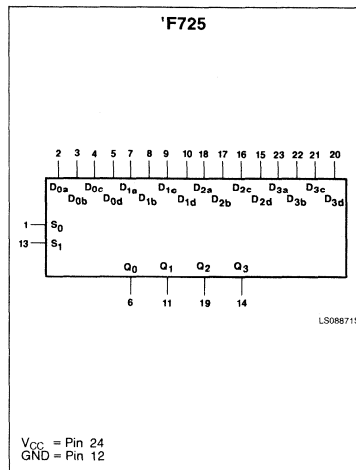 'F725
2 3 4 5 7 8 9 10 18 17 16 15 23 22 21 20
D0a D0c D1a D1c D2a D2c D3a D3c
D0b D0d D1b D1d D2b D2d D3b D3d
1 S0
13 S1
Q0 Q1 Q2 Q3
6 11 19 14
LS08871S
VCC = Pin 24
GND = Pin 12